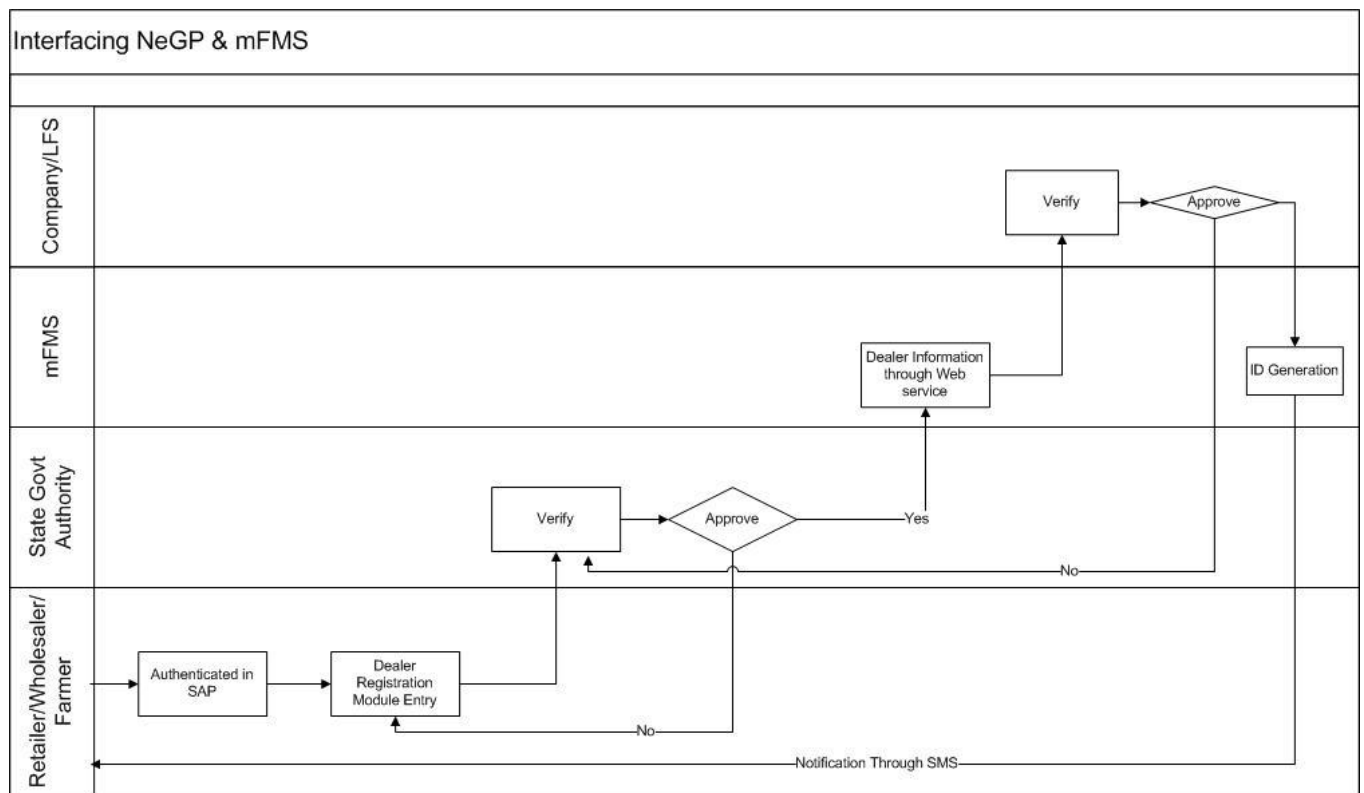 Interfacing NeGP & mFMS
Company/LFS
Verify
Approve
mFMS
Dealer Information
through Web
service
ID Generation
State Govt
Authority
Verify
Approve
Yes
No
Retailer/Wholesaler/
Farmer
Authenticated in
SAP
Dealer
Registration
Module Entry
No
Notification Through SMS